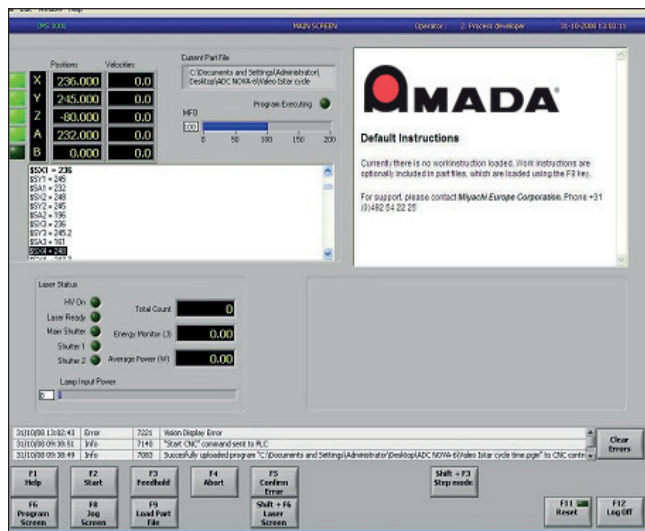 Edit Window Help
IMS 3001 MAIN SCREEN Operator : 2. Process developer 31-10-2008 13:03:11
Positions Velocities
X 236.000 0.0
Y 245.000 0.0
Z -80.000 0.0
A 232.000 0.0
B 0.000 0.0
Current Part File
C:\Documents and Settings\Administrator\
Desktop\ADC NOVA-6\Valeo Istar cycle
Program Executing
MFO
100
0 50 100 150 200
$SX1 = 236
$SY1 = 245
$SA1 = 232
$SX2 = 248
$SY2 = 245
$SA2 = 196
$SX3 = 236
$SY3 = 245.2
$SA3 = 161
$SX4 = 248
AMADA®
Default Instructions
Currently there is no workinstruction loaded. Work instructions are
optionally included in part files, which are loaded using the F9 key.
For support, please contact Miyachi Europe Corporation. Phone +31
(0)492 54 22 25
Laser Status
HV On
Laser Ready
Main Shutter
Shutter 1
Shutter 2
Total Count 0
Energy Monitor (J) 0.00
Average Power (W) 0.00
Lamp Input Power
0
31/10/08 13:02:43 Error 7221 Vision Display Error
31/10/08 09:38:51 Info 7140 "Start CNC" command sent to PLC
31/10/08 09:38:49 Info 7083 Succesfully uploaded program "C:\Documents and Settings\Administrator\Desktop\ADC NOVA-6\Valeo Istar cycle time.pgm" to CNC contr
Clear
Errors
F1
Help
F2
Start
F3
Feedhold
F4
Abort
F5
Confirm
Error
Shift + F3
Step mode
F6
Program
Screen
F8
Jog
Screen
F9
Load Part
File
Shift + F6
Laser
Screen
F11
Reset
F12
Log Off